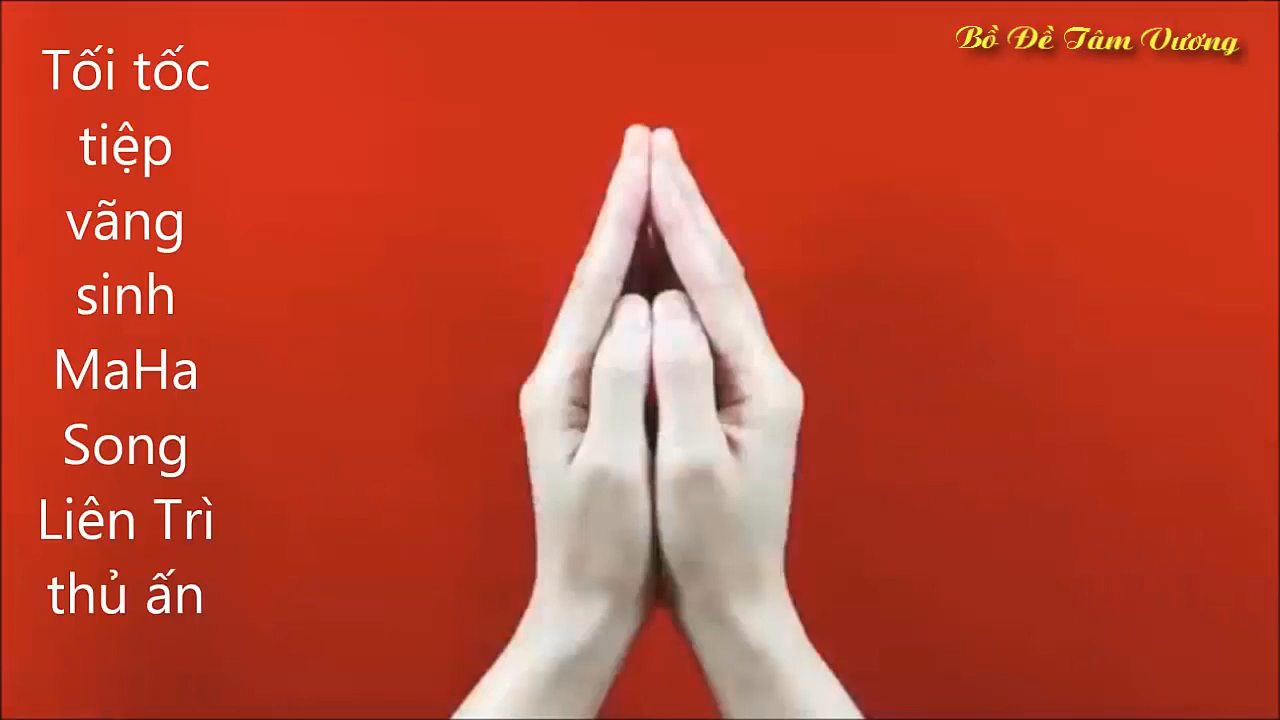 Bồ Đề Tâm Vương
Tối tốc
tiệp
vãng
sinh
MaHa
Song
Liên Trì
thủ ấn